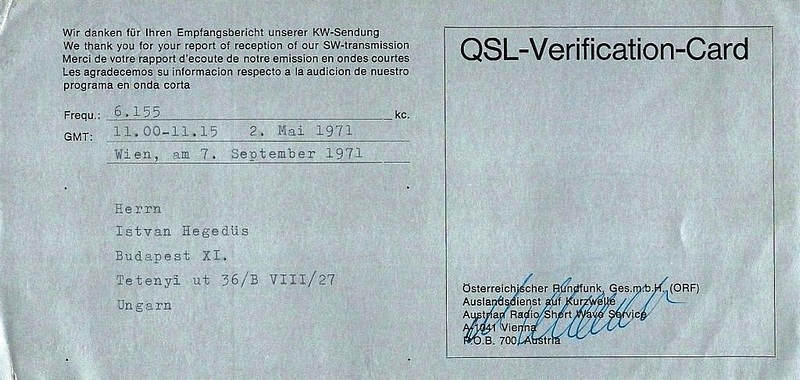 Wir danken für Ihren Empfangsbericht unserer KW-Sendung
We thank you for your report of reception of our SW-transmission
Merci de votre rapport d'ecoute de notre emission en ondes courtes
Les agradecemos su informacion respecto a la audicion de nuestro
programa en onda corta
Frequ.: 6.155 kc.
GMT: 11.00-11.15 2. Mai 1971
Wien, am 7. September 1971
Herrn
Istvan Hegedüs
Budapest XI.
Tetenyi ut 36/B VIII/27
Ungarn
QSL-Verification-Card
Österreichischer Rundfunk, Ges.m.b.H. (ORF)
Auslandsdienst auf Kurzwelle
Austrian Radio Short Wave Service
A-1041 Vienna
P.O.B. 700, Austria